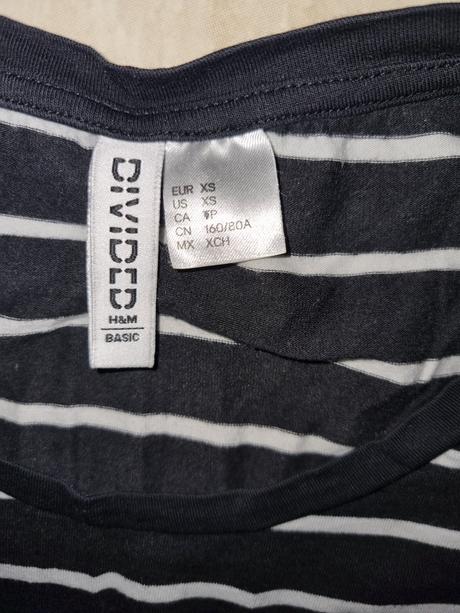 DIVIDED
H&M
BASIC
EUR XS
US XS
CA TP
CN 160/80A
MX XCH